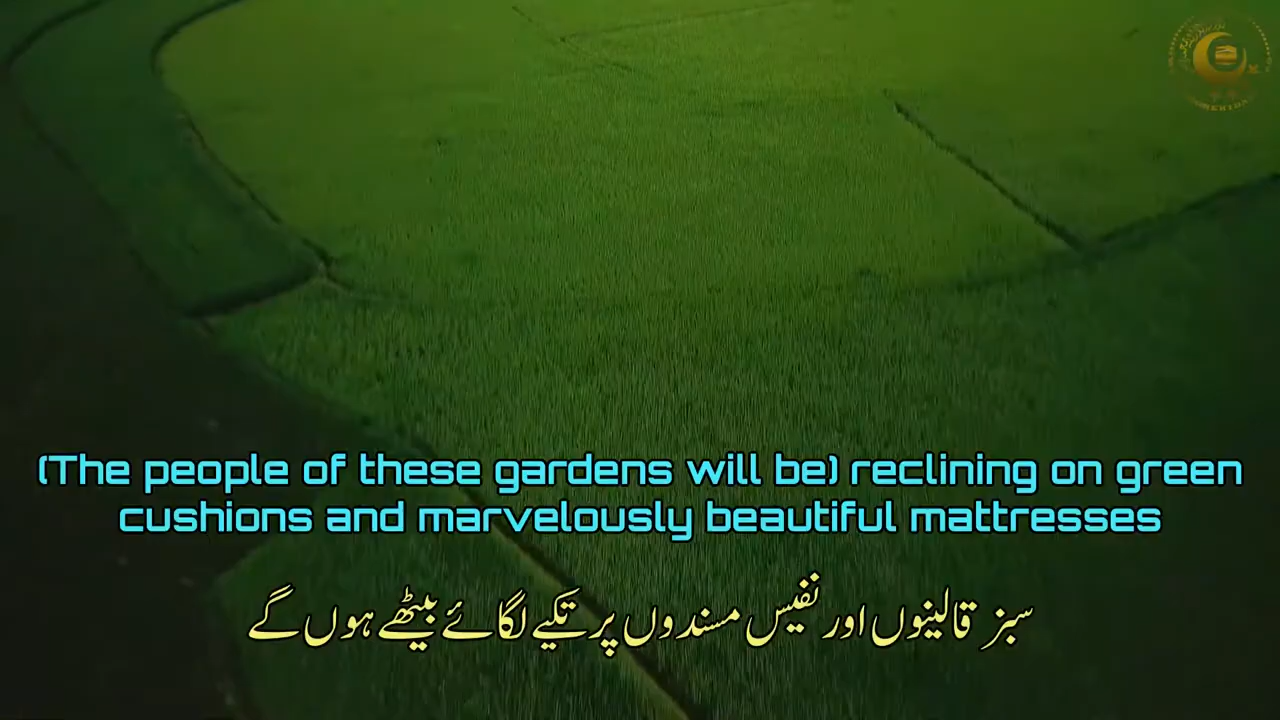 (The people of these gardens will be) reclining on green
cushions and marvelously beautiful mattresses
سبز قالینوں اور نفیس مسندوں پر تکیے لگائے بیٹھے ہوں گے